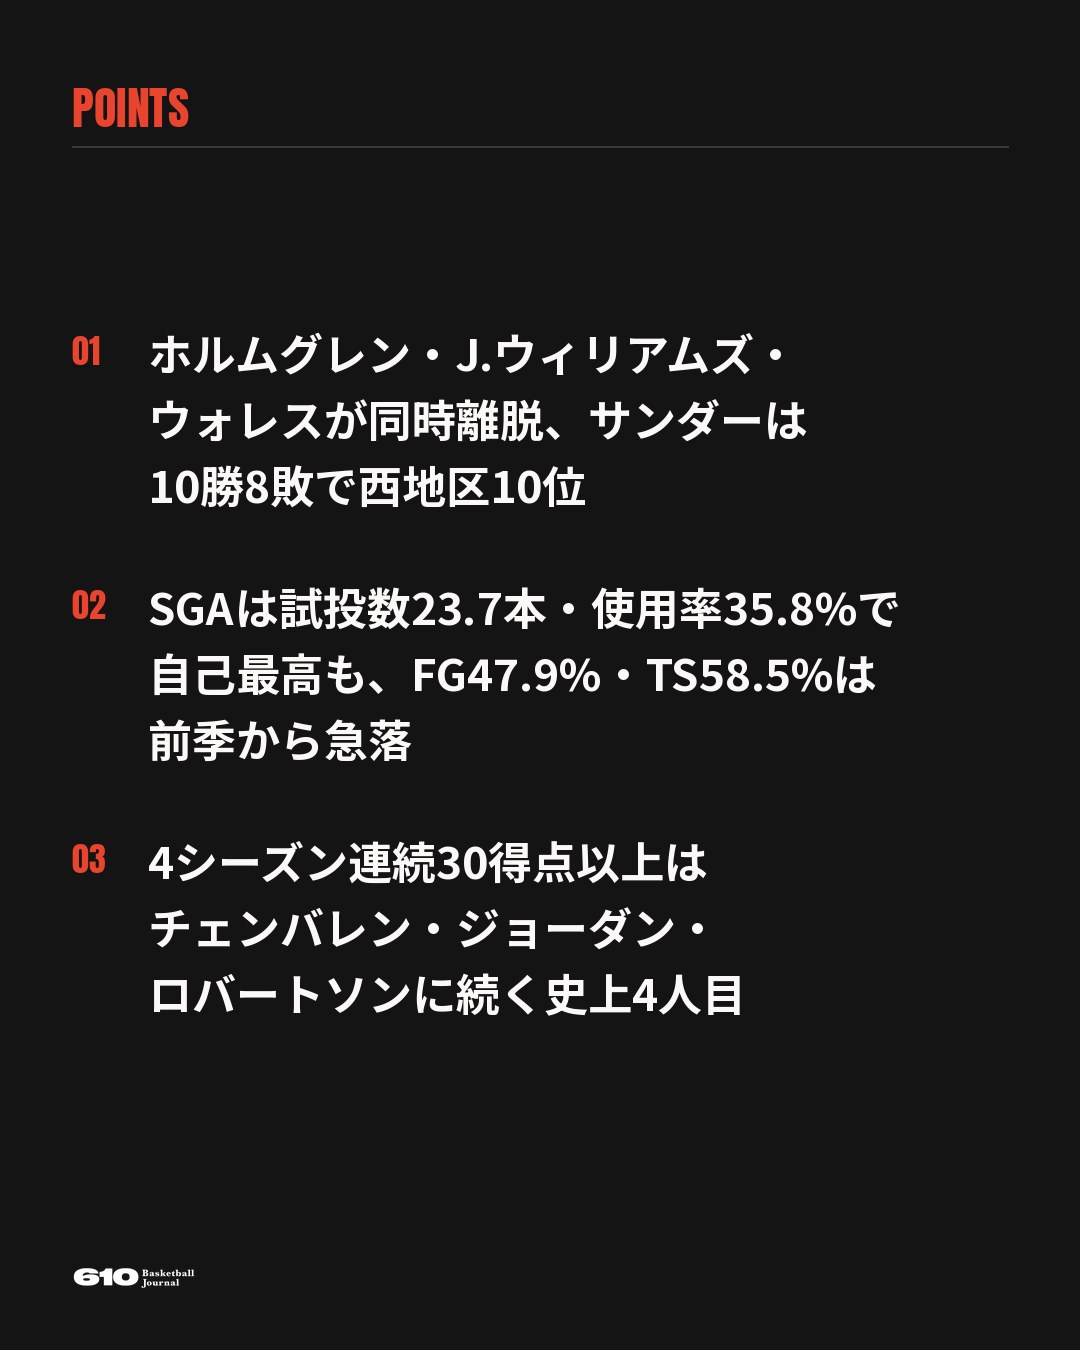 POINTS
01
ホルムグレン・J.ウィリアムズ・
ウォレスが同時離脱、サンダーは
10勝8敗で西地区10位
02
SGAは試投数23.7本・使用率35.8%で
自己最高も、FG47.9%・TS58.5%は
前季から急落
03
4シーズン連続30得点以上は
チェンバレン・ジョーダン・
ロバートソンに続く史上4人目
610 Basketball
Journal